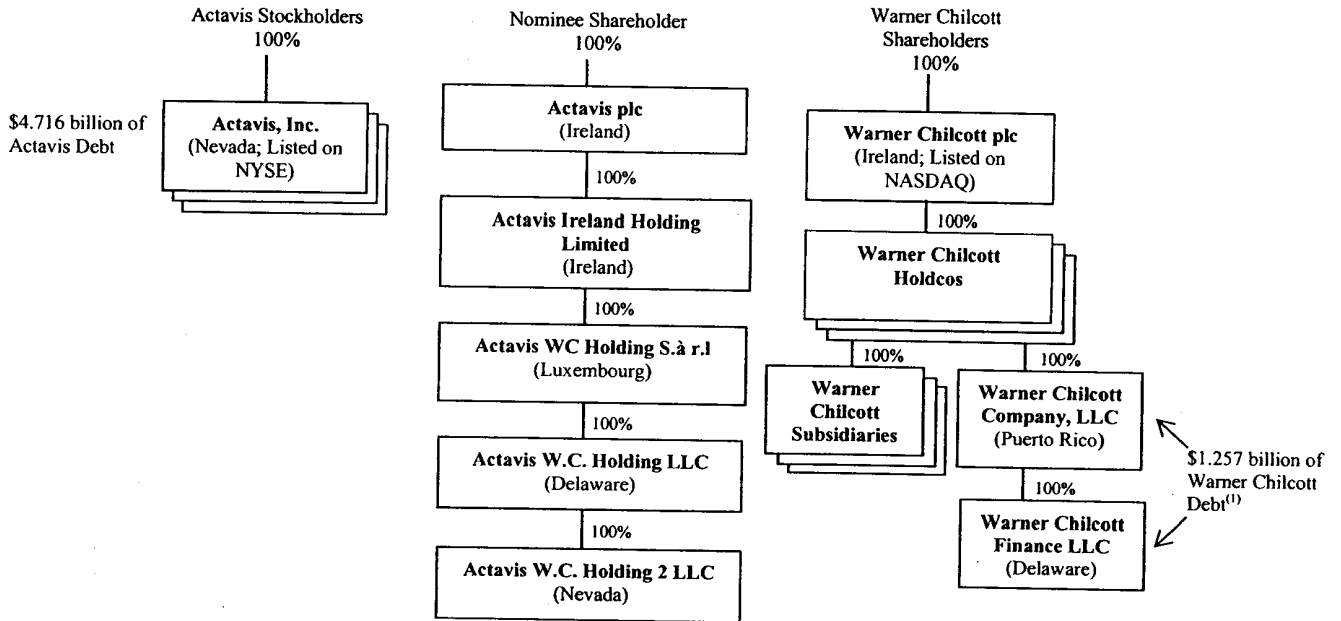 Actavis Stockholders
100%
$4.716 billion of
Actavis Debt
Actavis, Inc.
(Nevada; Listed on
NYSE)
Nominee Shareholder
100%
Actavis plc
(Ireland)
100%
Actavis Ireland Holding
Limited
(Ireland)
100%
Actavis WC Holding S.à r.l
(Luxembourg)
100%
Actavis W.C. Holding LLC
(Delaware)
100%
Actavis W.C. Holding 2 LLC
(Nevada)
Warner Chilcott
Shareholders
100%
Warner Chilcott plc
(Ireland; Listed on
NASDAQ)
100%
Warner Chilcott
Holdcos
100%
Warner
Chilcott
Subsidiaries
100%
Warner Chilcott
Company, LLC
(Puerto Rico)
100%
Warner Chilcott
Finance LLC
(Delaware)
$1.257 billion of
Warner Chilcott
Debt(1)